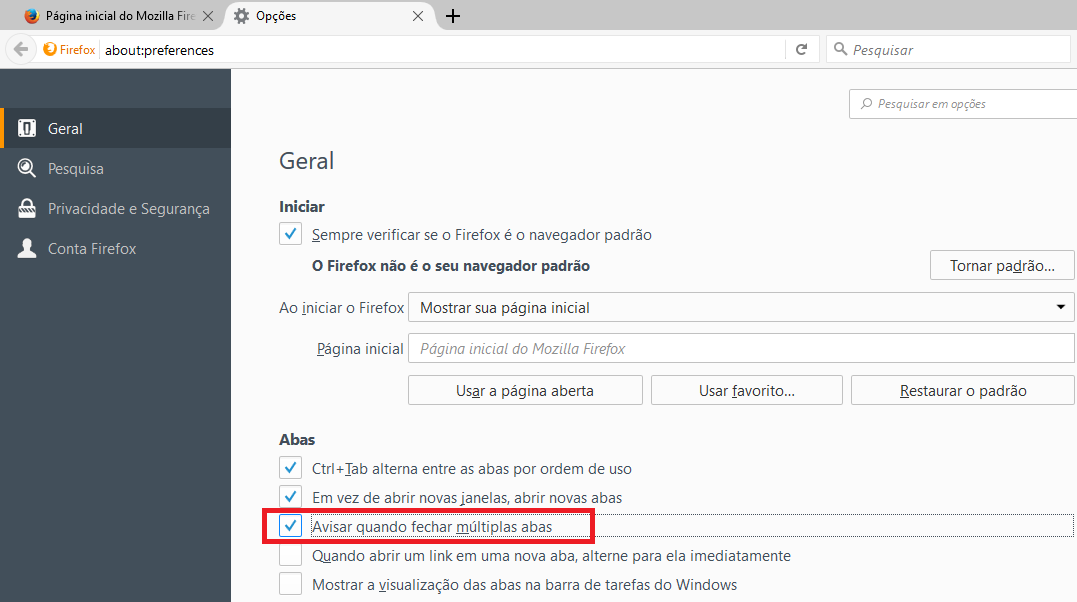 Página inicial do Mozilla Fire
Opções
Firefox
about:preferences
Pesquisar
Pesquisar em opções
Geral
Pesquisa
Privacidade e Segurança
Conta Firefox
Geral
Iniciar
Sempre verificar se o Firefox é o navegador padrão
O Firefox não é o seu navegador padrão
Tornar padrão...
Ao iniciar o Firefox
Mostrar sua página inicial
Página inicial
Página inicial do Mozilla Firefox
Usar a página aberta
Usar favorito...
Restaurar o padrão
Abas
Ctrl+Tab alterna entre as abas por ordem de uso
Em vez de abrir novas janelas, abrir novas abas
Avisar quando fechar múltiplas abas
Quando abrir um link em uma nova aba, alterne para ela imediatamente
Mostrar a visualização das abas na barra de tarefas do Windows